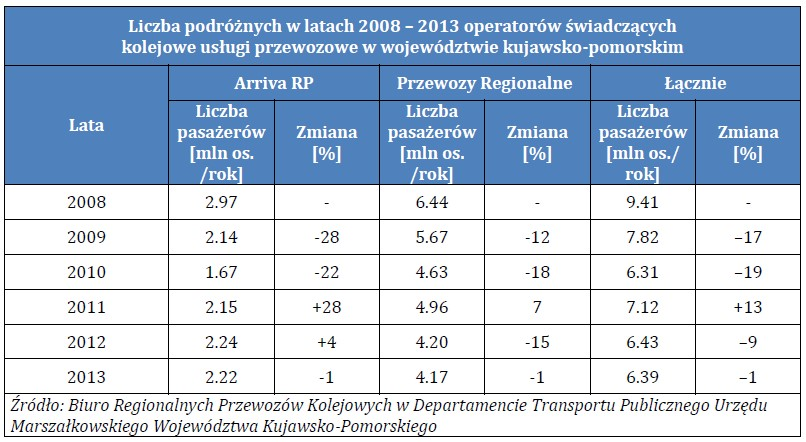 Liczba podróżnych w latach 2008 – 2013 operatorów świadczących
kolejowe usługi przewozowe w województwie kujawsko-pomorskim
Lata
Arriva RP
Przewozy Regionalne
Łącznie
Liczba
pasażerów
[mln os.
/rok]
Zmiana
[%]
Liczba
pasażerów
[mln os.
/rok]
Zmiana
[%]
Liczba
pasażerów
[mln os./
rok]
Zmiana
[%]
2008 2.97 - 6.44 - 9.41 -
2009 2.14 -28 5.67 -12 7.82 –17
2010 1.67 -22 4.63 -18 6.31 –19
2011 2.15 +28 4.96 7 7.12 +13
2012 2.24 +4 4.20 -15 6.43 –9
2013 2.22 -1 4.17 -1 6.39 –1
Źródło: Biuro Regionalnych Przewozów Kolejowych w Departamencie Transportu Publicznego Urzędu
Marszałkowskiego Województwa Kujawsko-Pomorskiego